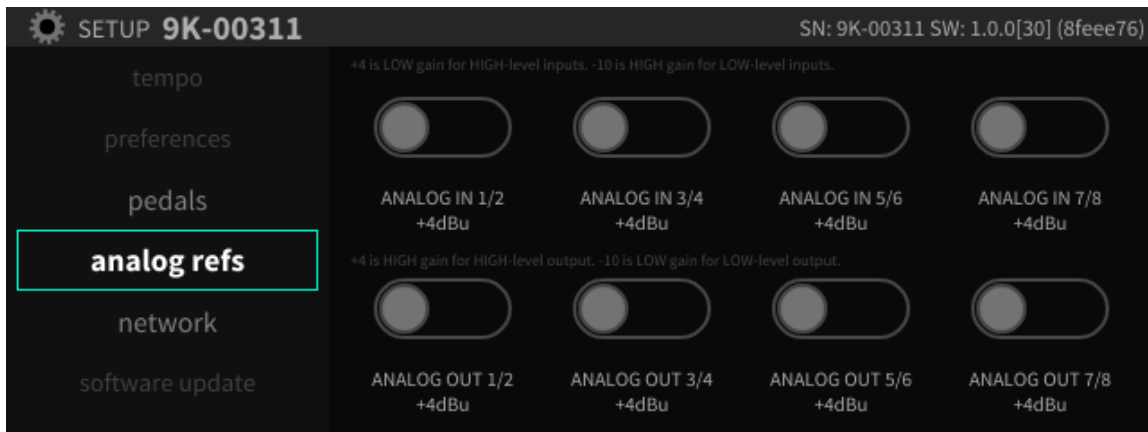 SETUP 9K-00311
SN: 9K-00311 SW: 1.0.0[30] (8feee76)
tempo
preferences
pedals
analog refs
network
software update
+4 is LOW gain for HIGH-level inputs. -10 is HIGH gain for LOW-level inputs.
ANALOG IN 1/2
+4dBu
ANALOG IN 3/4
+4dBu
ANALOG IN 5/6
+4dBu
ANALOG IN 7/8
+4dBu
+4 is HIGH gain for HIGH-level output. -10 is LOW gain for LOW-level output.
ANALOG OUT 1/2
+4dBu
ANALOG OUT 3/4
+4dBu
ANALOG OUT 5/6
+4dBu
ANALOG OUT 7/8
+4dBu